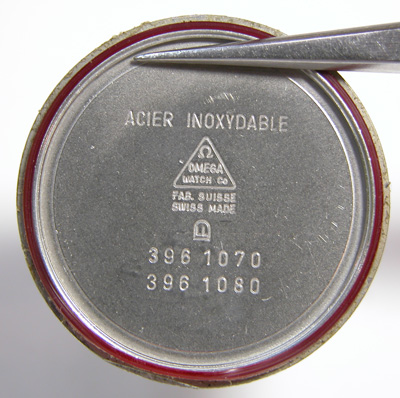 ACIER INOXYDABLE
Ω
OMEGA
WATCH Co
FAB. SUISSE
SWISS MADE
396 1070
396 1080